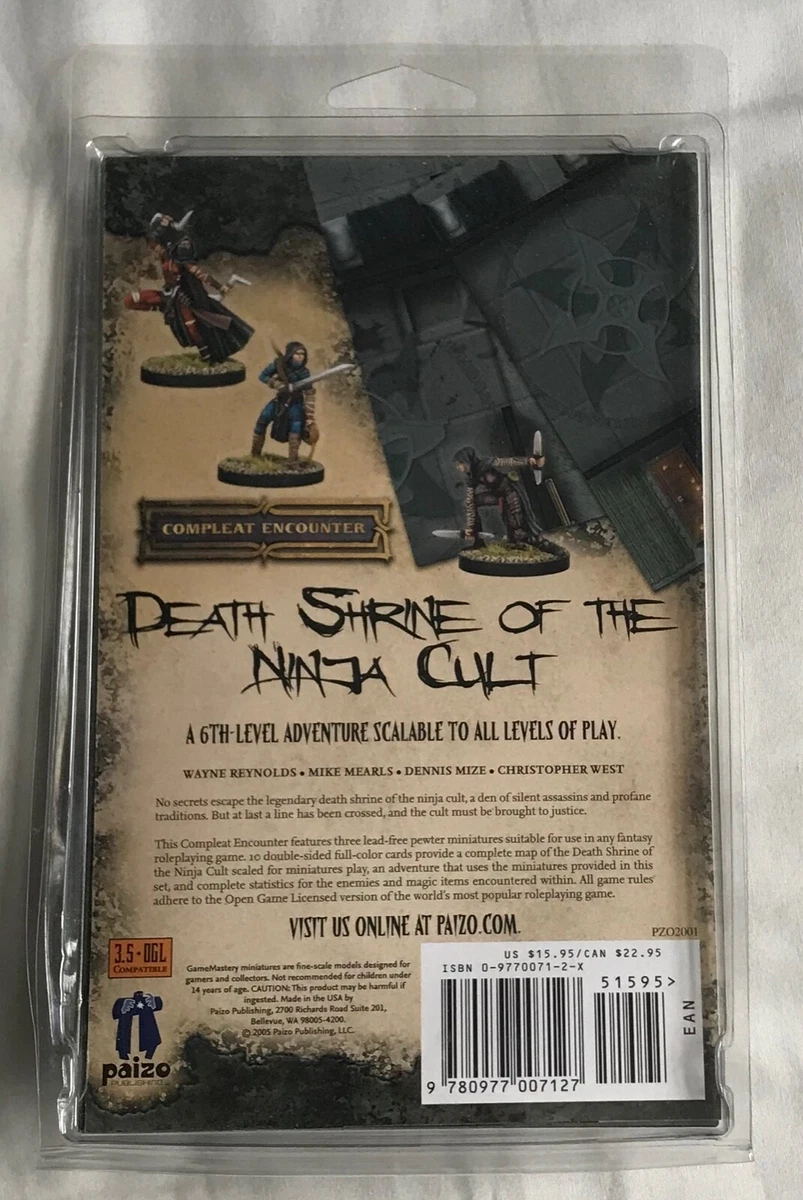 COMPLEAT ENCOUNTER
DEATH SHRINE OF THE
NINJA CULT
A 6TH-LEVEL ADVENTURE SCALABLE TO ALL LEVELS OF PLAY.
WAYNE REYNOLDS • MIKE MEARLS • DENNIS MIZE • CHRISTOPHER WEST
No secrets escape the legendary death shrine of the ninja cult, a den of silent assassins and profane
traditions. But at last a line has been crossed, and the cult must be brought to justice.
This Compleat Encounter features three lead-free pewter miniatures suitable for use in any fantasy
roleplaying game. 10 double-sided full-color cards provide a complete map of the Death Shrine of
the Ninja Cult scaled for miniatures play, an adventure that uses the miniatures provided in this
set, and complete statistics for the enemies and magic items encountered within. All game rules
adhere to the Open Game Licensed version of the world's most popular roleplaying game.
VISIT US ONLINE AT PAIZO.COM.
PZO2001
3.5•OGL
COMPATIBLE
GameMastery miniatures are fine-scale models designed for
gamers and collectors. Not recommended for children under
14 years of age. CAUTION: This product may be harmful if
ingested. Made in the USA by
Paizo Publishing, 2700 Richards Road Suite 201,
Bellevue, WA 98005-4200.
© 2005 Paizo Publishing, LLC.
paizo
PUBLISHING
US $15.95/CAN $22.95
ISBN 0-9770071-2-X
51595>
EAN
9 780977 007127